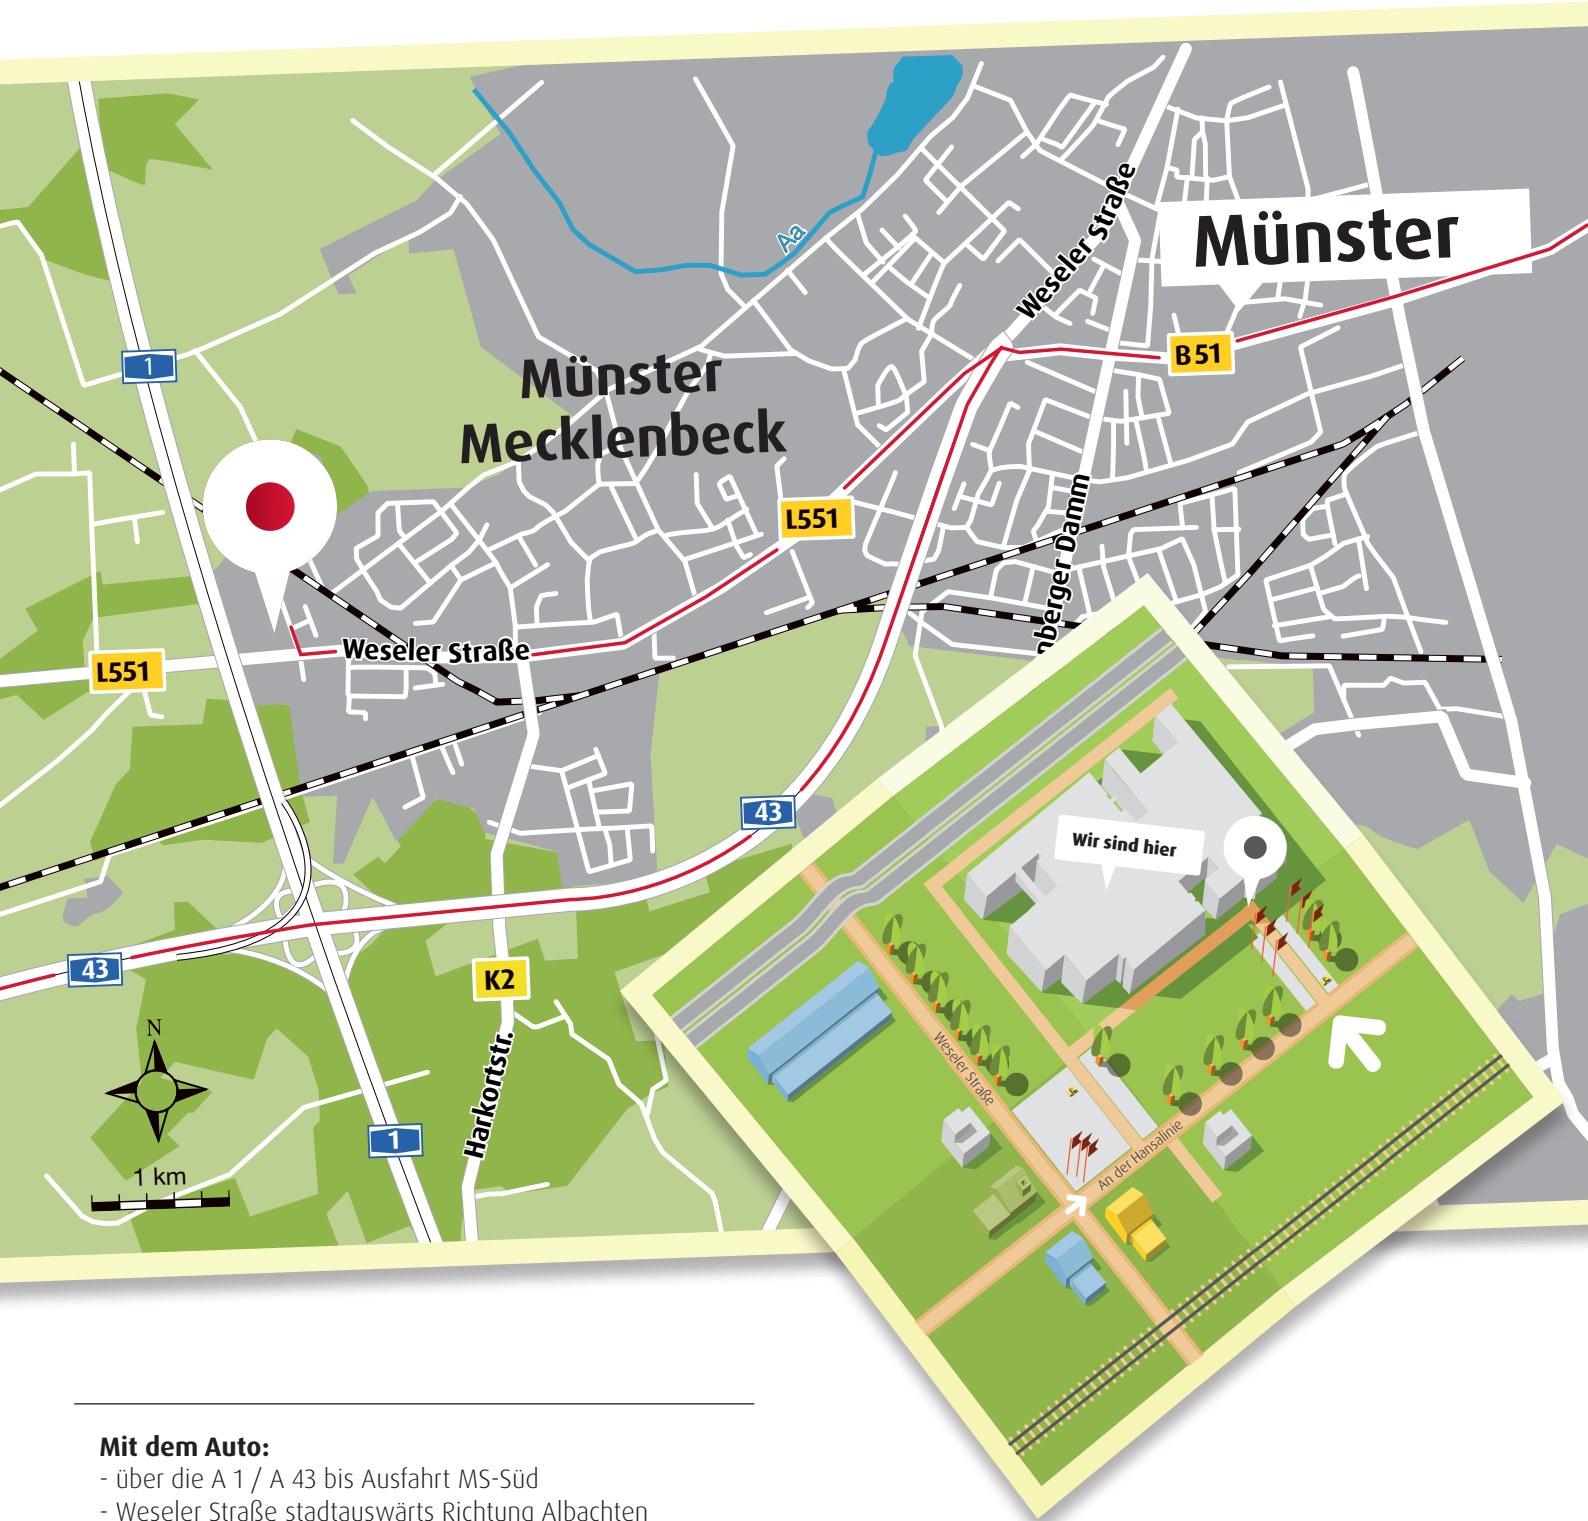 Aa
Weseler Straße
Münster
1
B 51
Münster
Mecklenbeck
L551
Weseler Straße
L551
43
Wir sind hier
43
K2
N
Harkortstr.
Weseler Straße
1
An der Hansalinie
1 km
Mit dem Auto:
- über die A 1 / A 43 bis Ausfahrt MS-Süd
- Weseler Straße stadtauswärts Richtung Albachten